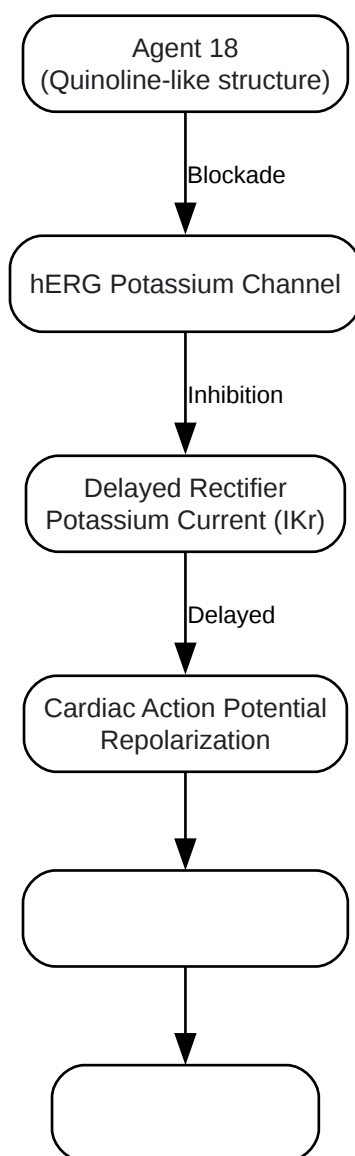 Agent 18
(Quinoline-like structure)
Blockade
hERG Potassium Channel
Inhibition
Delayed Rectifier
Potassium Current (IKr)
Delayed
Cardiac Action Potential
Repolarization